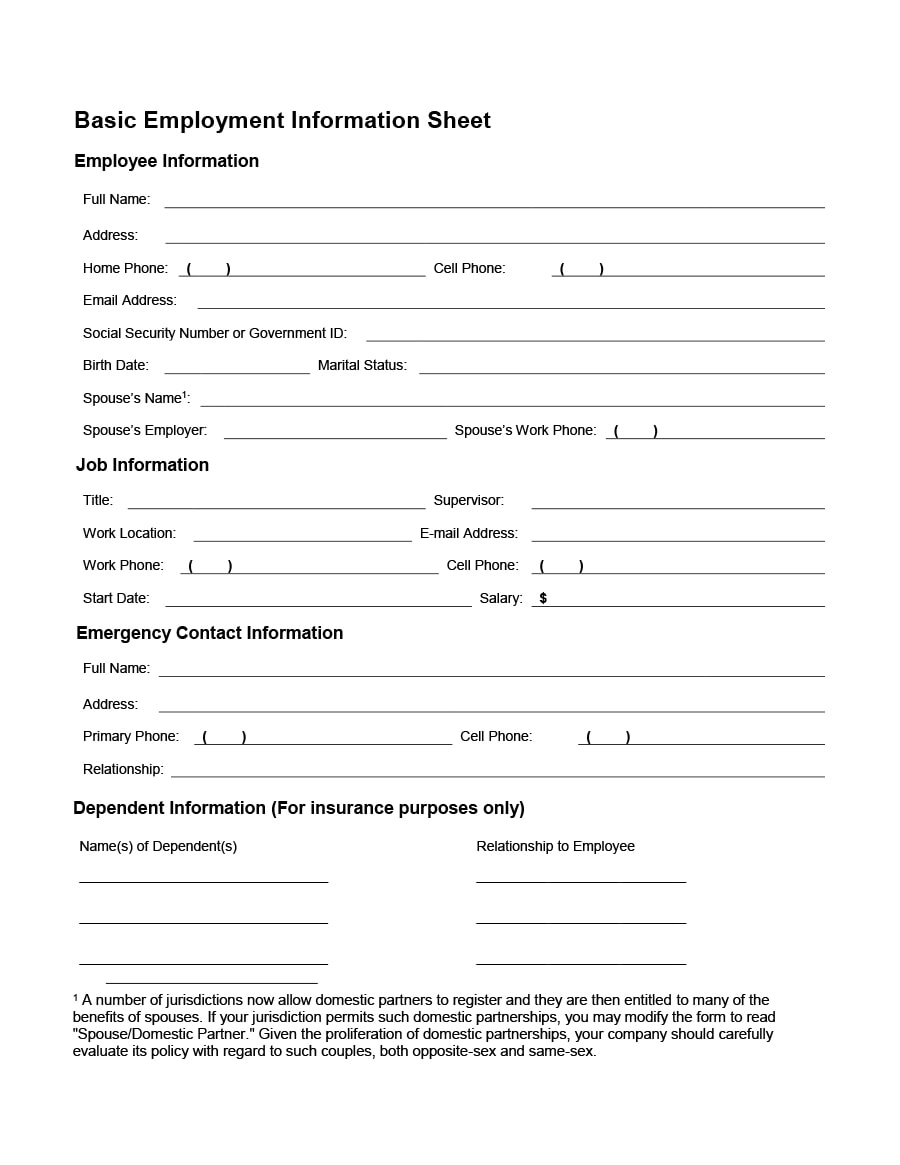 Basic Employment Information Sheet
Employee Information
Full Name:
Address:
Home Phone: ( ) Cell Phone: ( )
Email Address:
Social Security Number or Government ID:
Birth Date: Marital Status:
Spouse’s Name¹:
Spouse’s Employer: Spouse’s Work Phone: ( )
Job Information
Title: Supervisor:
Work Location: E-mail Address:
Work Phone: ( ) Cell Phone: ( )
Start Date: Salary: $
Emergency Contact Information
Full Name:
Address:
Primary Phone: ( ) Cell Phone: ( )
Relationship:
Dependent Information (For insurance purposes only)
Name(s) of Dependent(s) Relationship to Employee
¹ A number of jurisdictions now allow domestic partners to register and they are then entitled to many of the
benefits of spouses. If your jurisdiction permits such domestic partnerships, you may modify the form to read
"Spouse/Domestic Partner." Given the proliferation of domestic partnerships, your company should carefully
evaluate its policy with regard to such couples, both opposite-sex and same-sex.